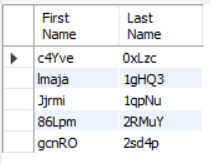 First Name Last Name
c4Yve 0xLzc
lmaja 1gHQ3
Jjrmi 1qpNu
86Lpm 2RMuY
gcnRO 2sd4p